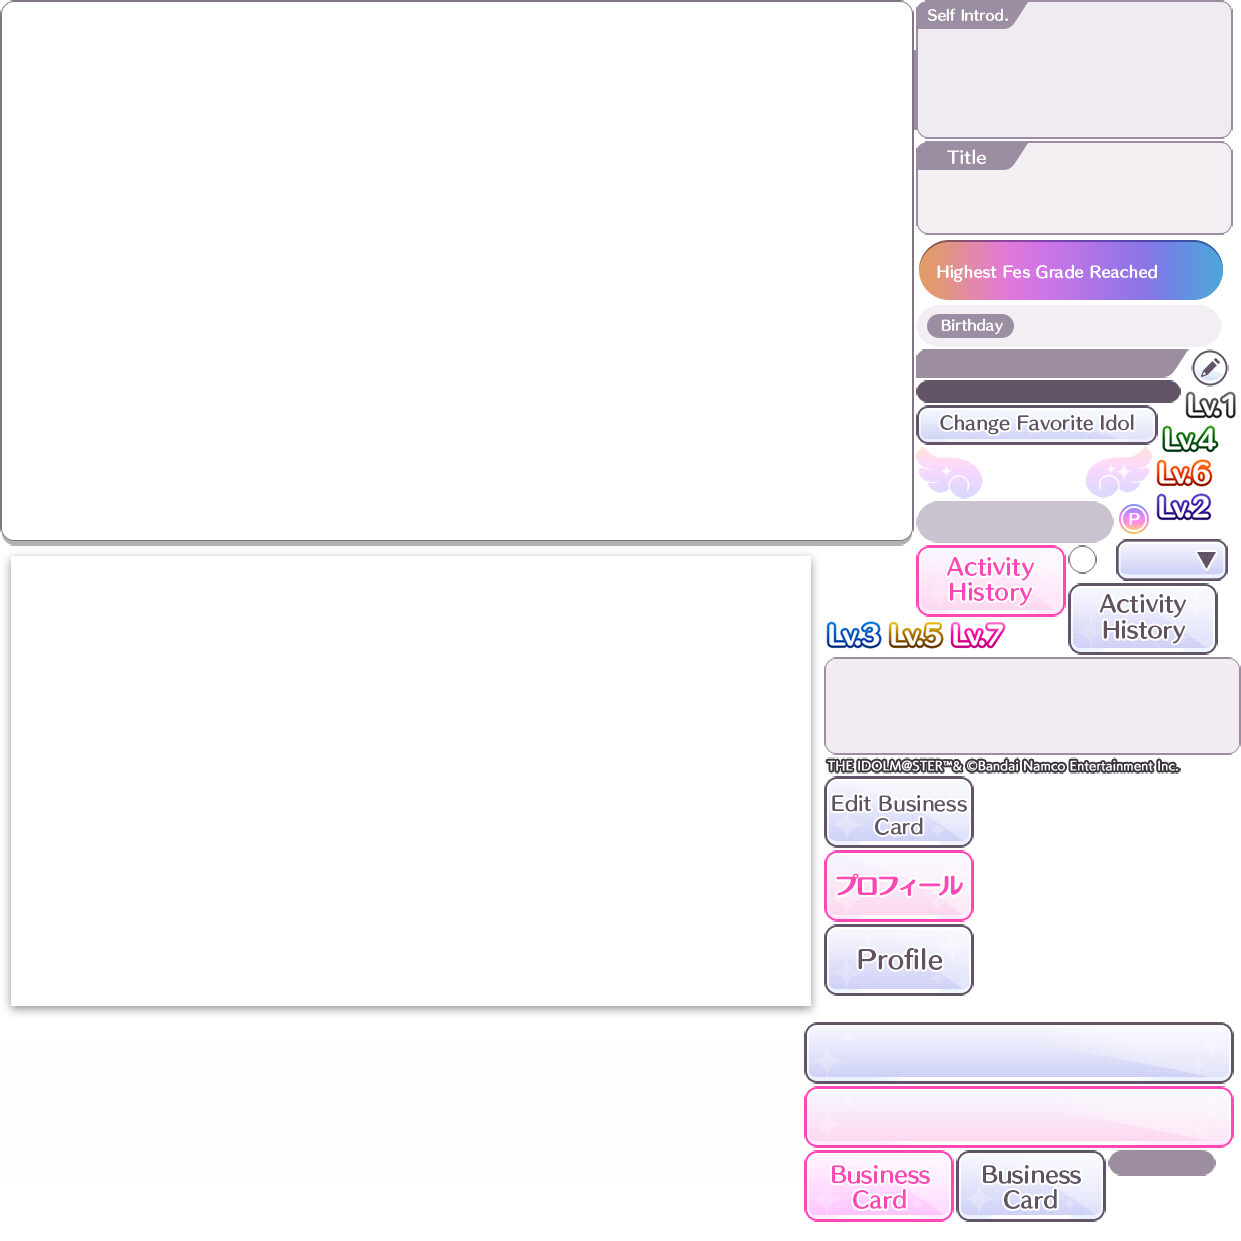 Self Introd.
Title
Highest Fes Grade Reached
Birthday
Lv.1
Change Favorite Idol
Lv.4
Lv.6
Lv.2
P
Activity
History
Activity
History
Lv.3 Lv.5 Lv.7
THE IDOLM@STER™& ©Bandai Namco Entertainment Inc.
Edit Business
Card
プロフィール
Profile
Business
Card
Business
Card